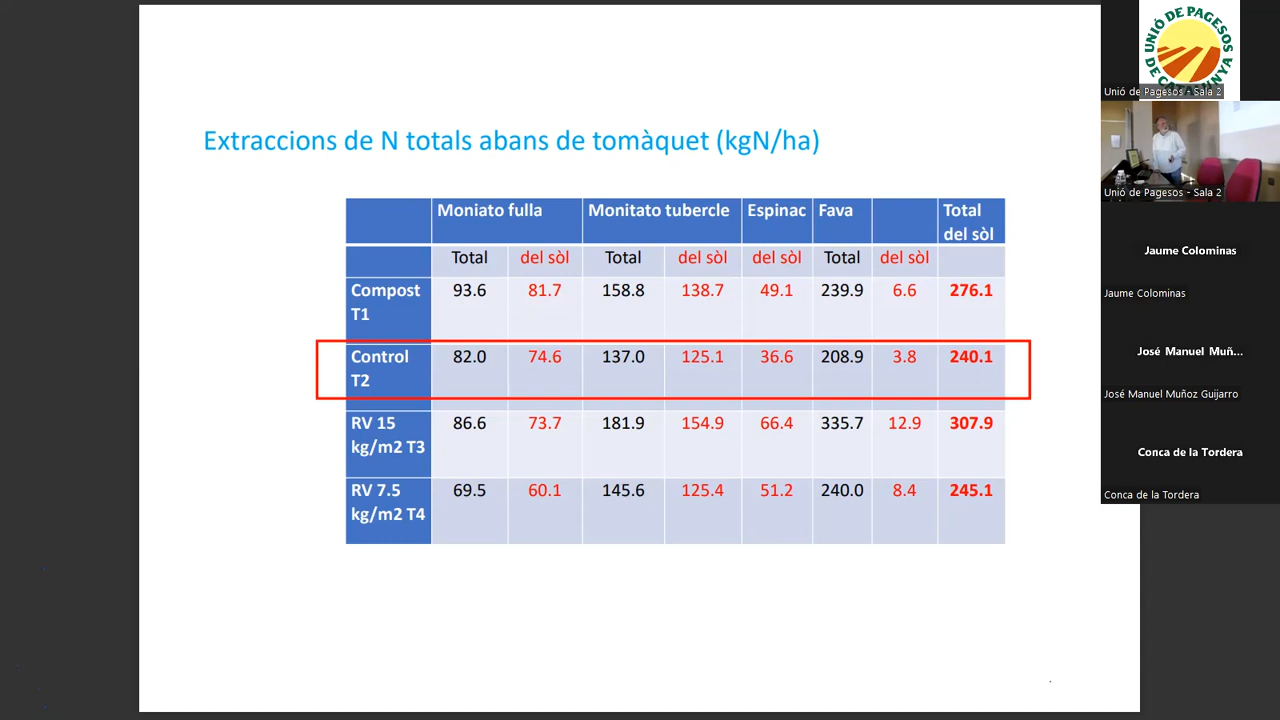 Extraccions de N totals abans de tomàquet (kgN/ha)
Moniato fulla Monitato tubercle Espinac Fava Total del sòl
Total del sòl Total del sòl del sòl Total del sòl
Compost T1 93.6 81.7 158.8 138.7 49.1 239.9 6.6 276.1
Control T2 82.0 74.6 137.0 125.1 36.6 208.9 3.8 240.1
RV 15 kg/m2 T3 86.6 73.7 181.9 154.9 66.4 335.7 12.9 307.9
RV 7.5 kg/m2 T4 69.5 60.1 145.6 125.4 51.2 240.0 8.4 245.1
UNIÓ DE PAGESOS DE CATALUNYA
Unió de Pagesos - Sala 2
Unió de Pagesos - Sala 2
Jaume Colominas
Jaume Colominas
José Manuel Muñ...
José Manuel Muñoz Guijarro
Conca de la Tordera
Conca de la Tordera